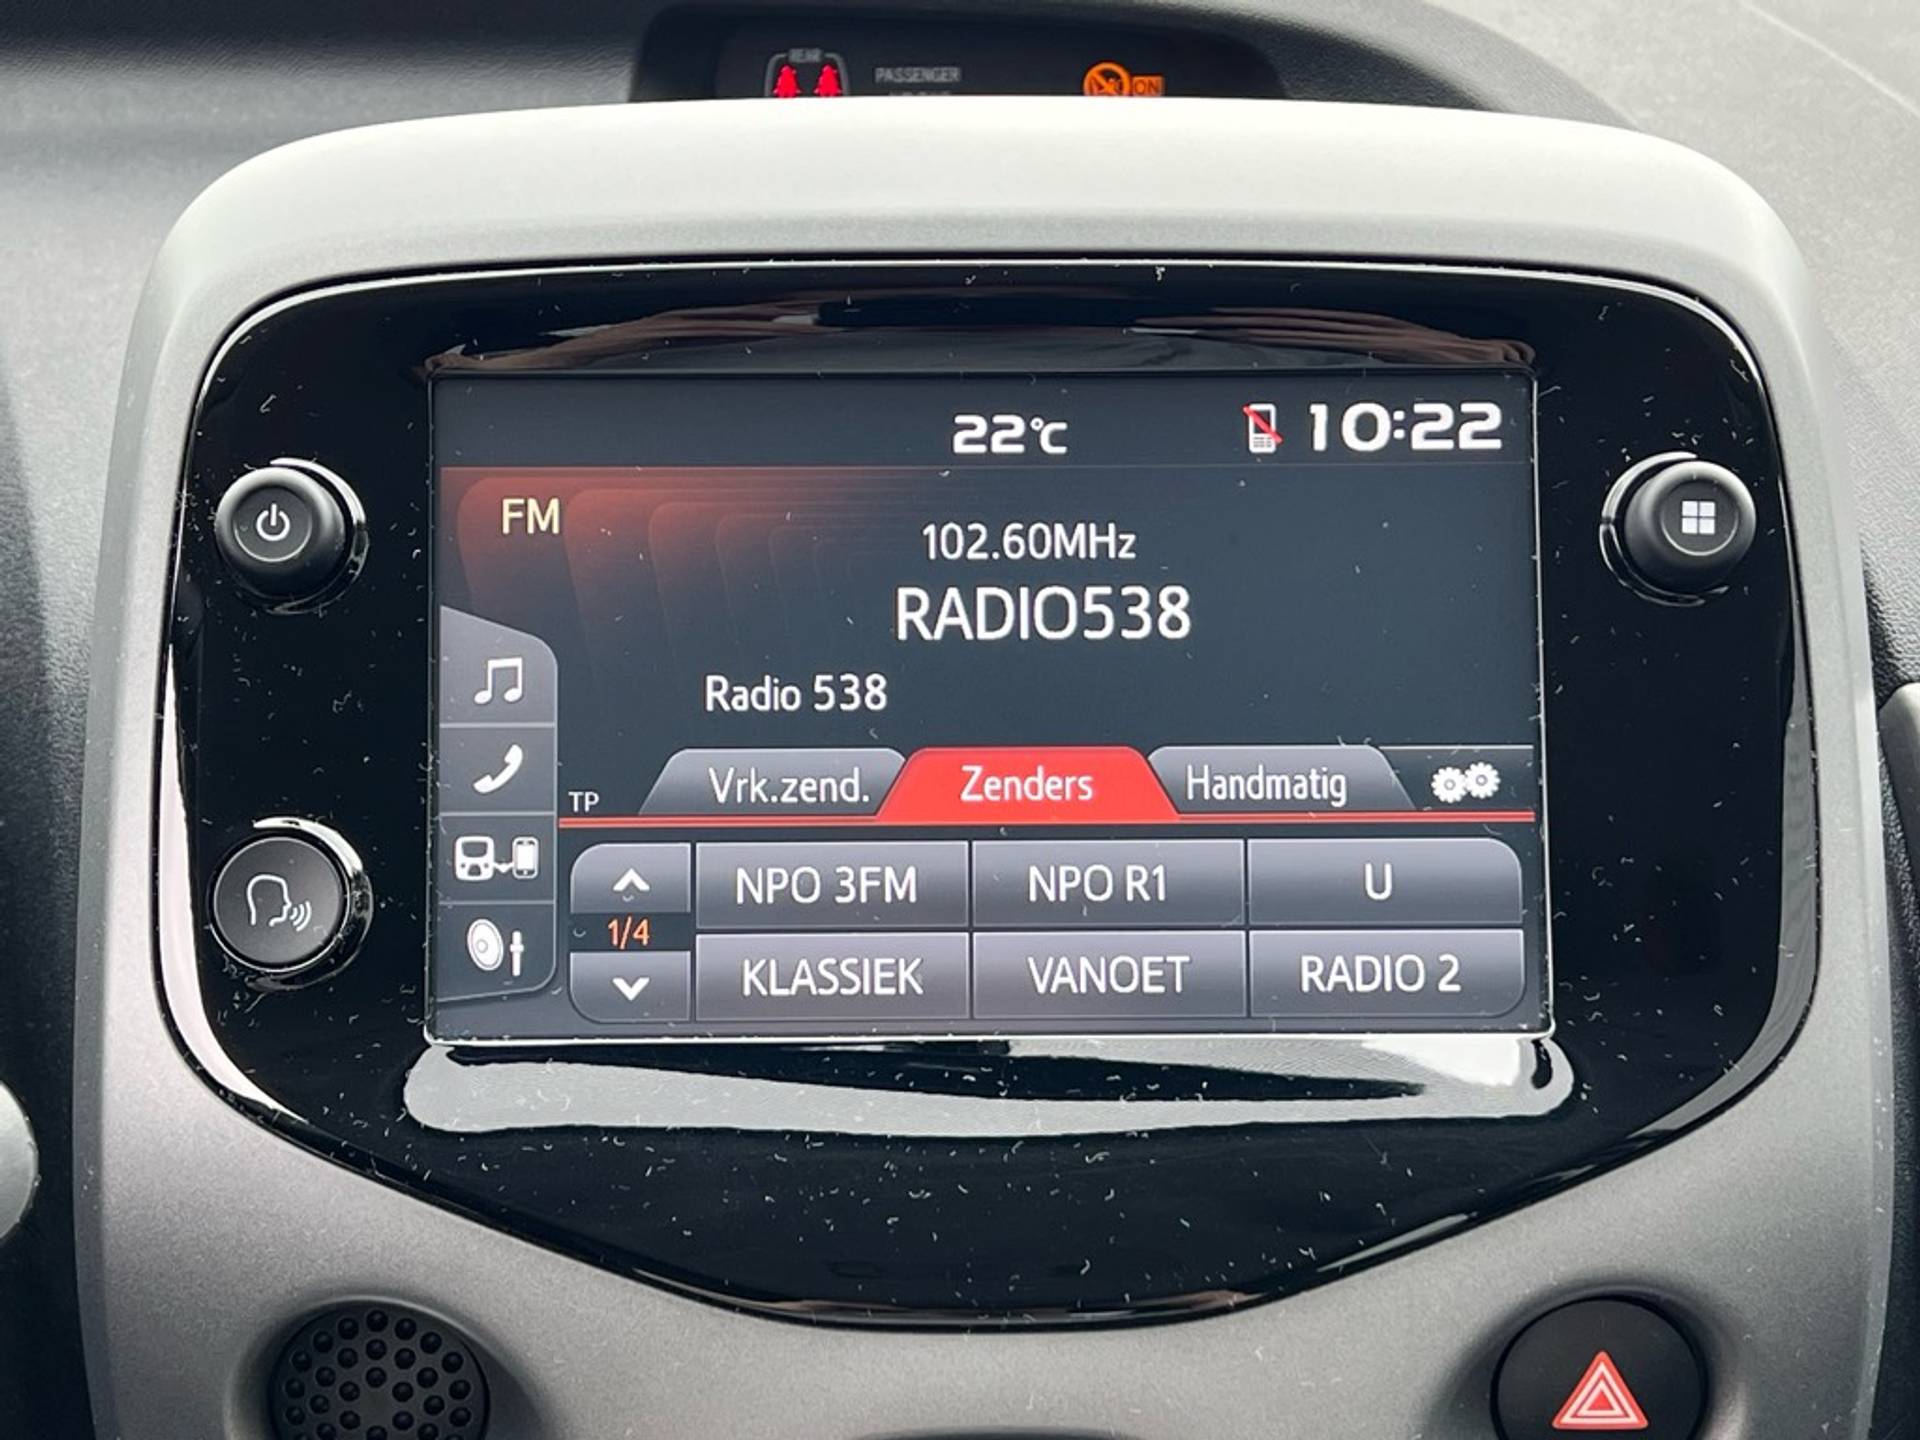 REAR
PASSENGER
ON
22°C
10:22
FM
102.60MHz
RADIO538
Radio 538
TP
Vrk.zend.
Zenders
Handmatig
NPO 3FM
NPO R1
U
1/4
KLASSIEK
VANOET
RADIO 2